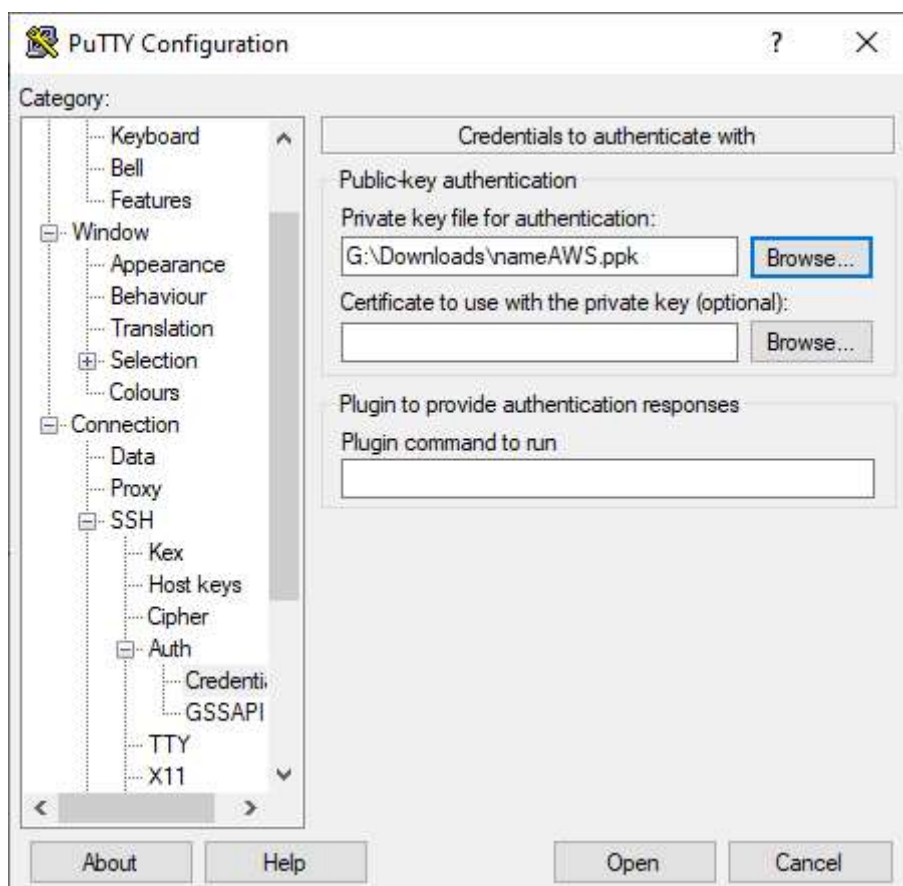 PuTTY Configuration
?
Category:
Keyboard
Bell
Features
Window
Appearance
Behaviour
Translation
Selection
Colours
Connection
Data
Proxy
SSH
Kex
Host keys
Cipher
Auth
Credenti
GSSAPI
TTY
X11
Credentials to authenticate with
Public-key authentication
Private key file for authentication:
G:\Downloads\nameAWS.ppk
Browse...
Certificate to use with the private key (optional):
Browse...
Plugin to provide authentication responses
Plugin command to run
About
Help
Open
Cancel